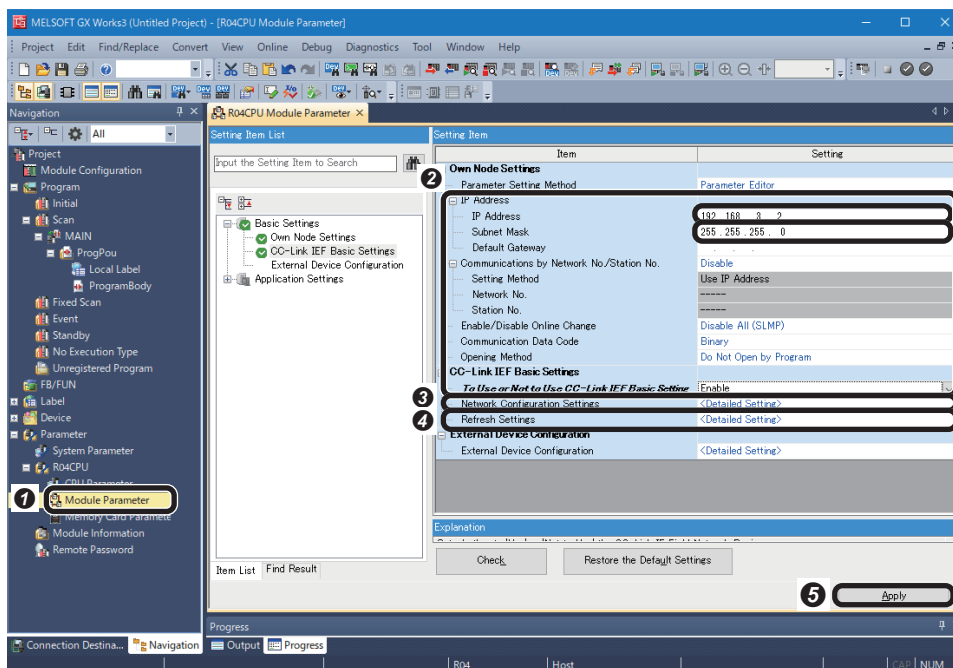 MELSOFT GX Works3 (Untitled Project) - [R04CPU Module Parameter]
Project Edit Find/Replace Convert View Online Debug Diagnostics Tool Window Help
Navigation
All
Project
Module Configuration
Program
Initial
Scan
MAIN
ProgPou
Local Label
ProgramBody
Fixed Scan
Event
Standby
No Execution Type
Unregistered Program
FB/FUN
Label
Device
Parameter
System Parameter
R04CPU
CPU Parameter
1 Module Parameter
Memory Card Paramete
Module Information
Remote Password
R04CPU Module Parameter
Setting Item List
Input the Setting Item to Search
Basic Settings
Own Node Settings
CC-Link IEF Basic Settings
External Device Configuration
Application Settings
Item List Find Result
Setting Item
Item Setting
Own Node Settings
2 Parameter Setting Method Parameter Editor
IP Address
IP Address 192 . 168 . 3 . 2
Subnet Mask 255 . 255 . 255 . 0
Default Gateway . . .
Communications by Network No./Station No. Disable
Setting Method Use IP Address
Network No. -----
Station No. -----
Enable/Disable Online Change Disable All (SLMP)
Communication Data Code Binary
Opening Method Do Not Open by Program
CC-Link IEF Basic Settings
To Use or Not to Use CC-Link IEF Basic Setting Enable
3 Network Configuration Settings <Detailed Setting>
4 Refresh Settings <Detailed Setting>
External Device Configuration
External Device Configuration <Detailed Setting>
Explanation
Check Restore the Default Settings
5 Apply
Progress
Connection Destina... Navigation Output Progress
R04 Host CAP NUM